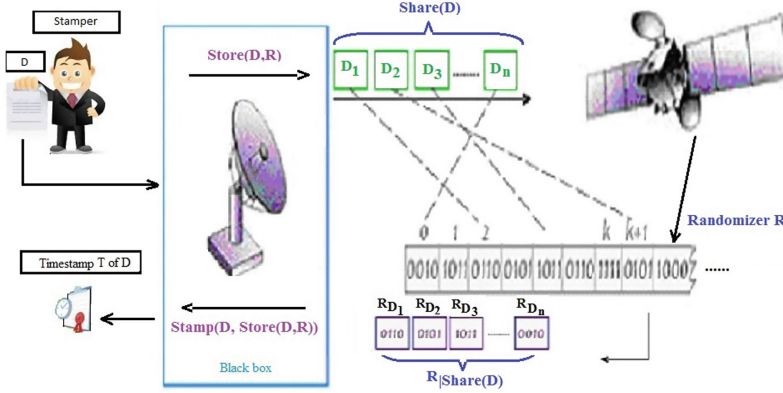 Stamper
D
Store(D,R)
Share(D)
D1 D2 D3 ........ Dn
Randomizer R
0 1 2 k k+1
0010 1011 0110 0101 1011 0110 1111 0101 1000 ......
Timestamp T of D
Stamp(D, Store(D,R))
RD1 RD2 RD3 RDn
0110 0101 1011 0010
R|Share(D)
Black box